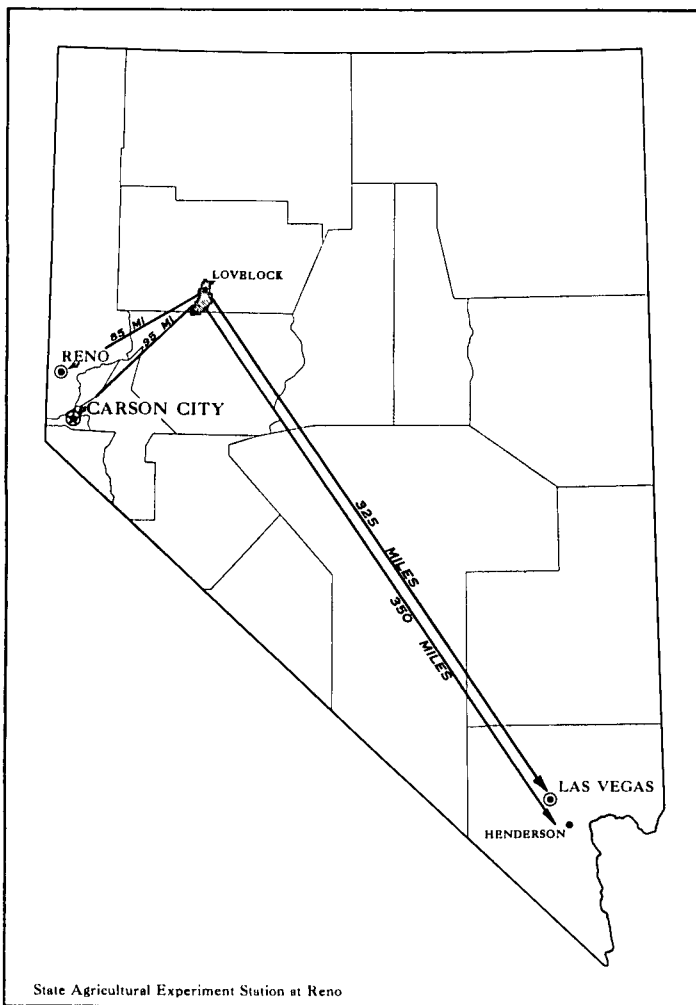 LOVELOCK
85 MI
95 MI
RENO
CARSON CITY
325 MILES
350 MILES
LAS VEGAS
HENDERSON
State Agricultural Experiment Station at Reno